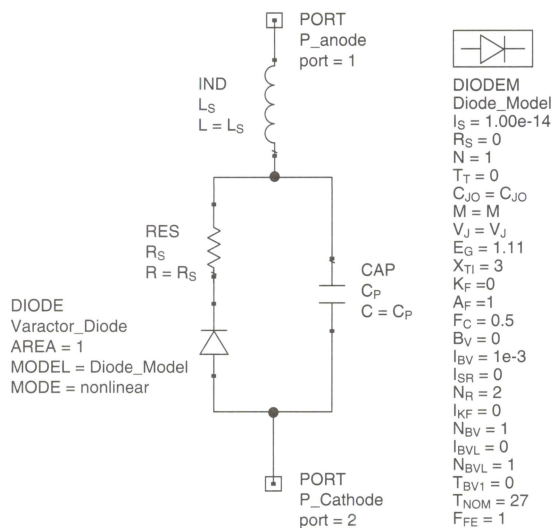 PORT
P_anode
port = 1
IND
LS
L = LS
RES
RS
R = RS
CAP
CP
C = CP
DIODE
Varactor_Diode
AREA = 1
MODEL = Diode_Model
MODE = nonlinear
PORT
P_Cathode
port = 2
DIODEM
Diode_Model
IS = 1.00e-14
RS = 0
N = 1
TT = 0
CJO = CJO
M = M
VJ = VJ
EG = 1.11
XTI = 3
KF =0
AF =1
FC = 0.5
BV = 0
IBV = 1e-3
ISR = 0
NR = 2
IKF = 0
NBV = 1
IBVL = 0
NBVL = 1
TBV1 = 0
TNOM = 27
FFE = 1